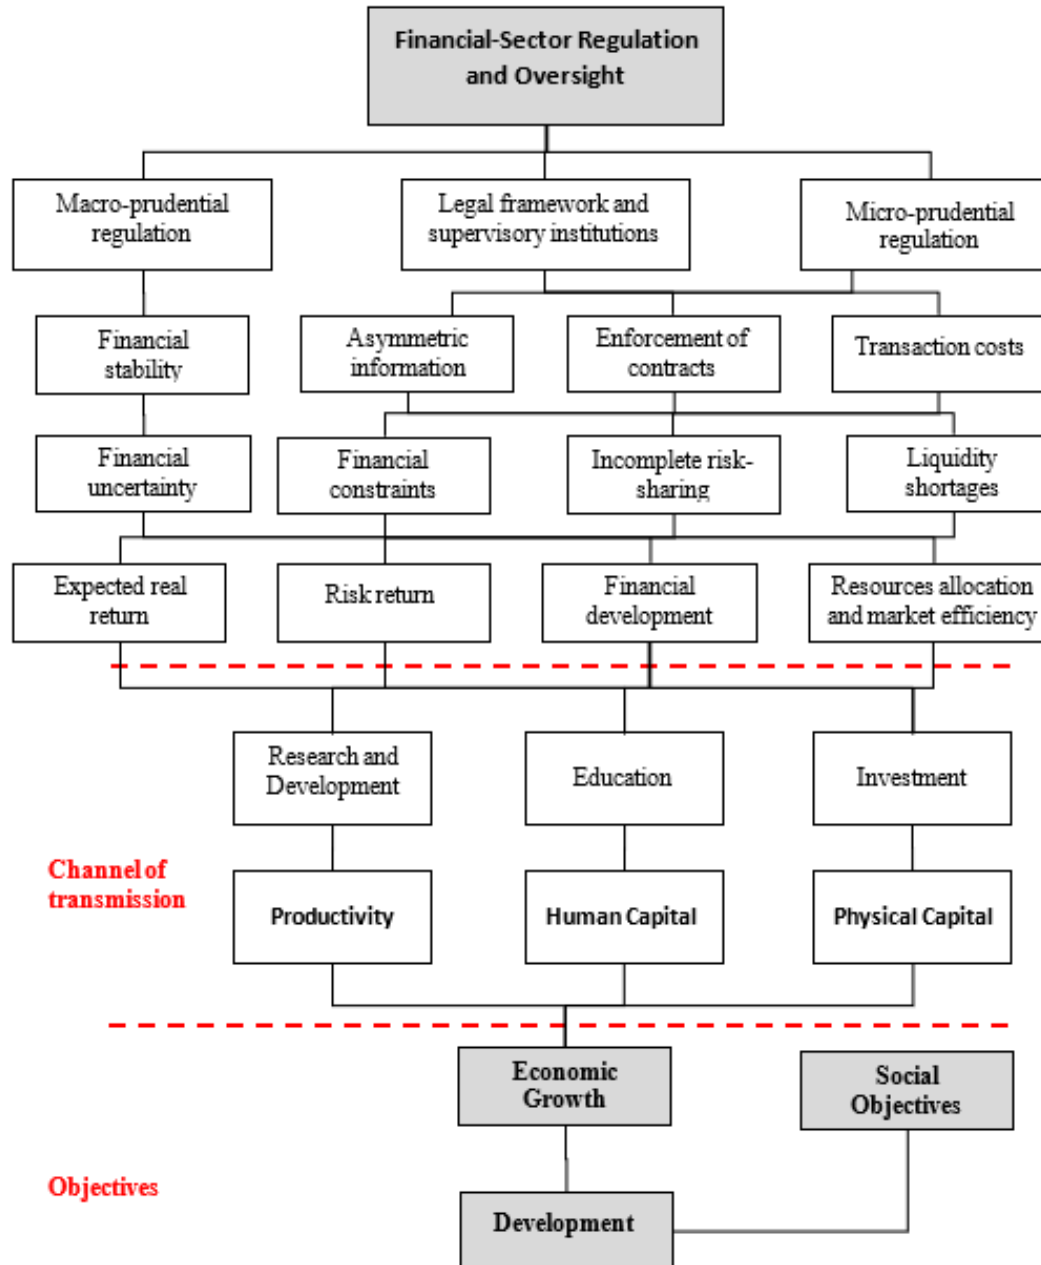 Financial-Sector Regulation
and Oversight
Macro-prudential
regulation
Legal framework and
supervisory institutions
Micro-prudential
regulation
Financial
stability
Asymmetric
information
Enforcement of
contracts
Transaction costs
Financial
uncertainty
Financial
constraints
Incomplete risk-
sharing
Liquidity
shortages
Expected real
return
Risk return
Financial
development
Resources allocation
and market efficiency
Research and
Development
Education
Investment
Channel of
transmission
Productivity
Human Capital
Physical Capital
Economic
Growth
Social
Objectives
Objectives
Development